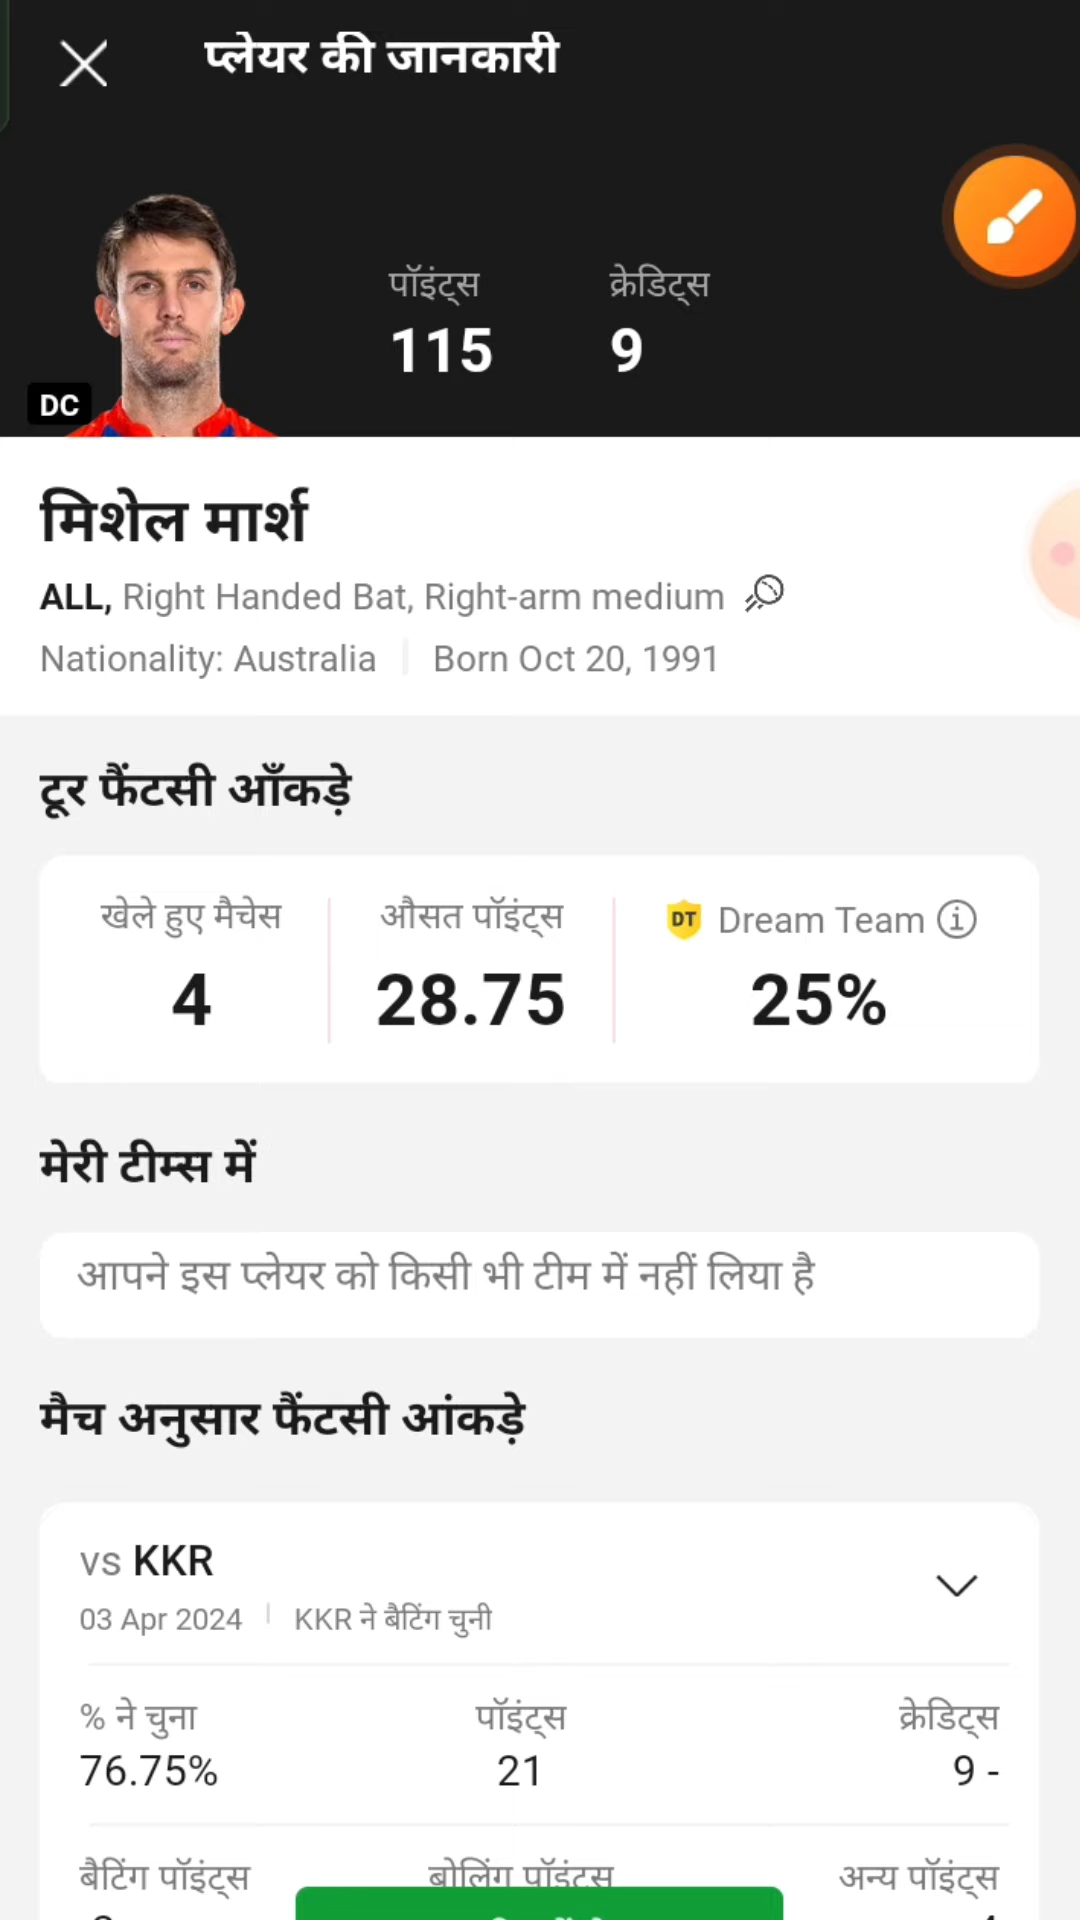 प्लेयर की जानकारी
पॉइंट्स क्रेडिट्स
115 9
DC
मिशेल मार्श
ALL, Right Handed Bat, Right-arm medium
Nationality: Australia Born Oct 20, 1991
टूर फैंटसी आँकड़े
खेले हुए मैचेस औसत पॉइंट्स DT Dream Team i
4 28.75 25%
मेरी टीम्स में
आपने इस प्लेयर को किसी भी टीम में नहीं लिया है
मैच अनुसार फैंटसी आंकड़े
vs KKR
03 Apr 2024 KKR ने बैटिंग चुनी
% ने चुना पॉइंट्स क्रेडिट्स
76.75% 21 9 -
बैटिंग पॉइंट्स बोलिंग पॉइंट्स अन्य पॉइंट्स